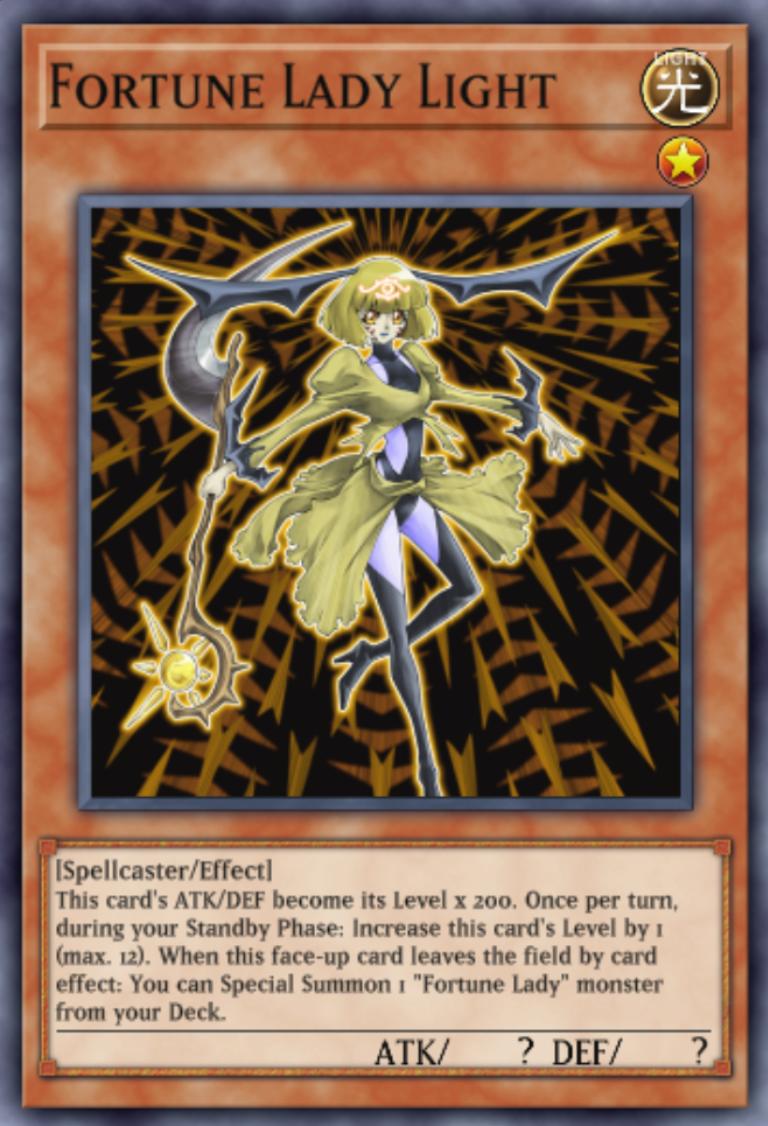 FORTUNE LADY LIGHT
LIGHT
光
[Spellcaster/Effect]
This card's ATK/DEF become its Level x 200. Once per turn,
during your Standby Phase: Increase this card's Level by 1
(max. 12). When this face-up card leaves the field by card
effect: You can Special Summon 1 "Fortune Lady" monster
from your Deck.
ATK/ ? DEF/ ?